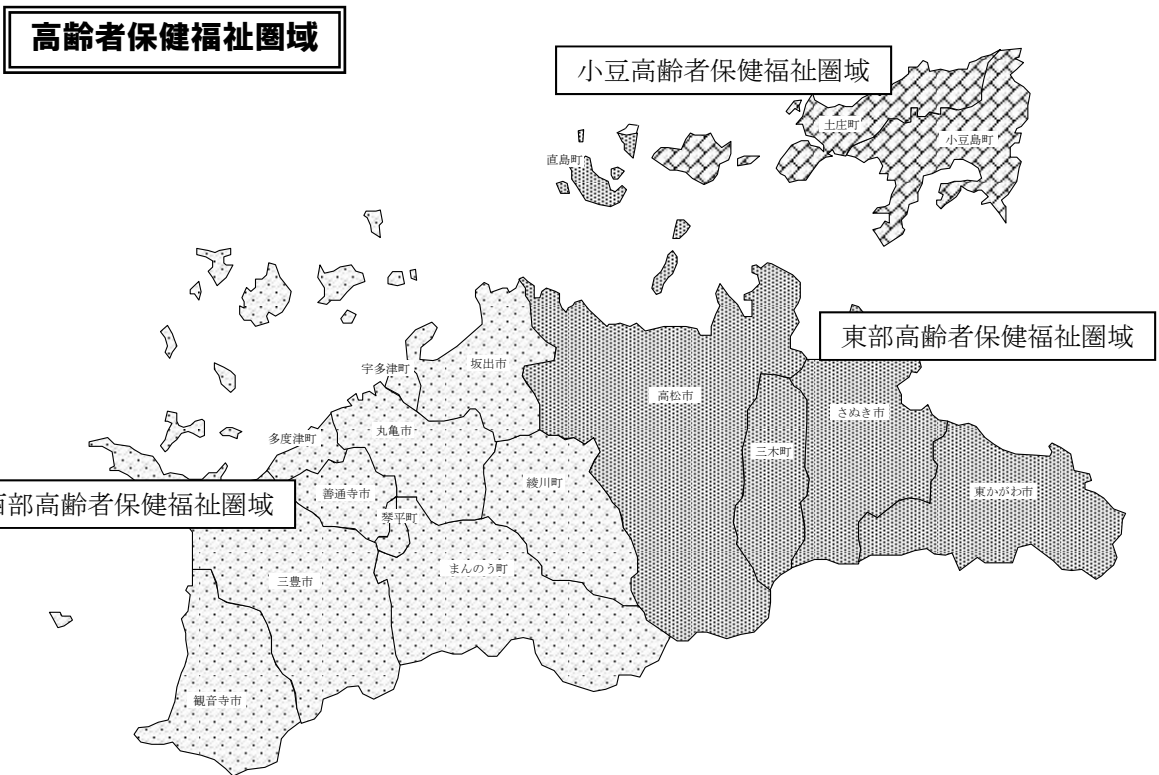 高齢者保健福祉圏域
小豆高齢者保健福祉圏域
土庄町
小豆島町
直島町
東部高齢者保健福祉圏域
宇多津町
坂出市
高松市
さぬき市
多度津町
丸亀市
三木町
綾川町
善通寺市
東かがわ市
西部高齢者保健福祉圏域
琴平町
まんのう町
三豊市
観音寺市